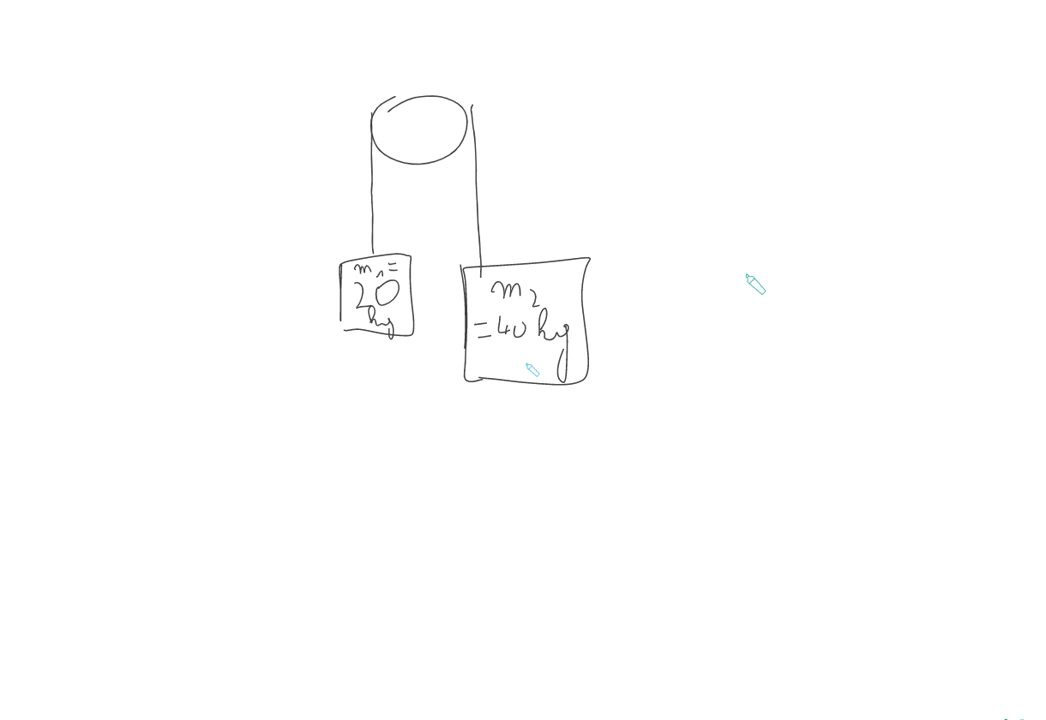 m₁ =
20
kg
m₂
= 40 kg